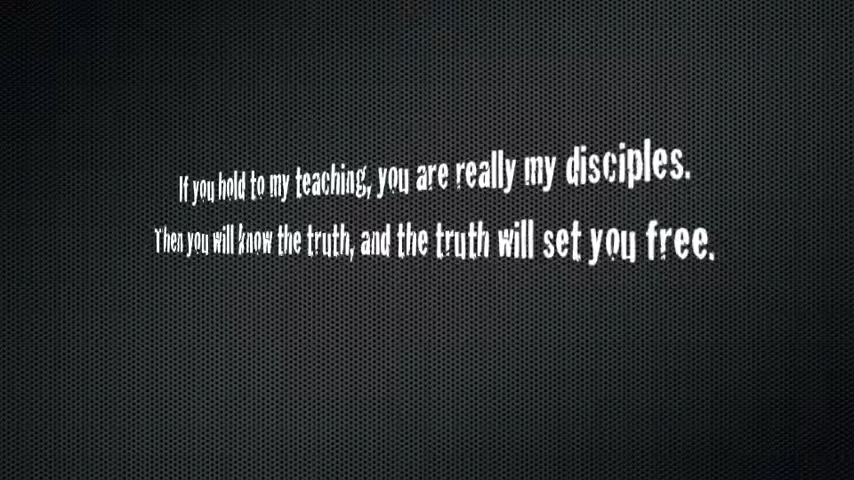 If you hold to my teaching, you are really my disciples.
Then you will know the truth, and the truth will set you free.